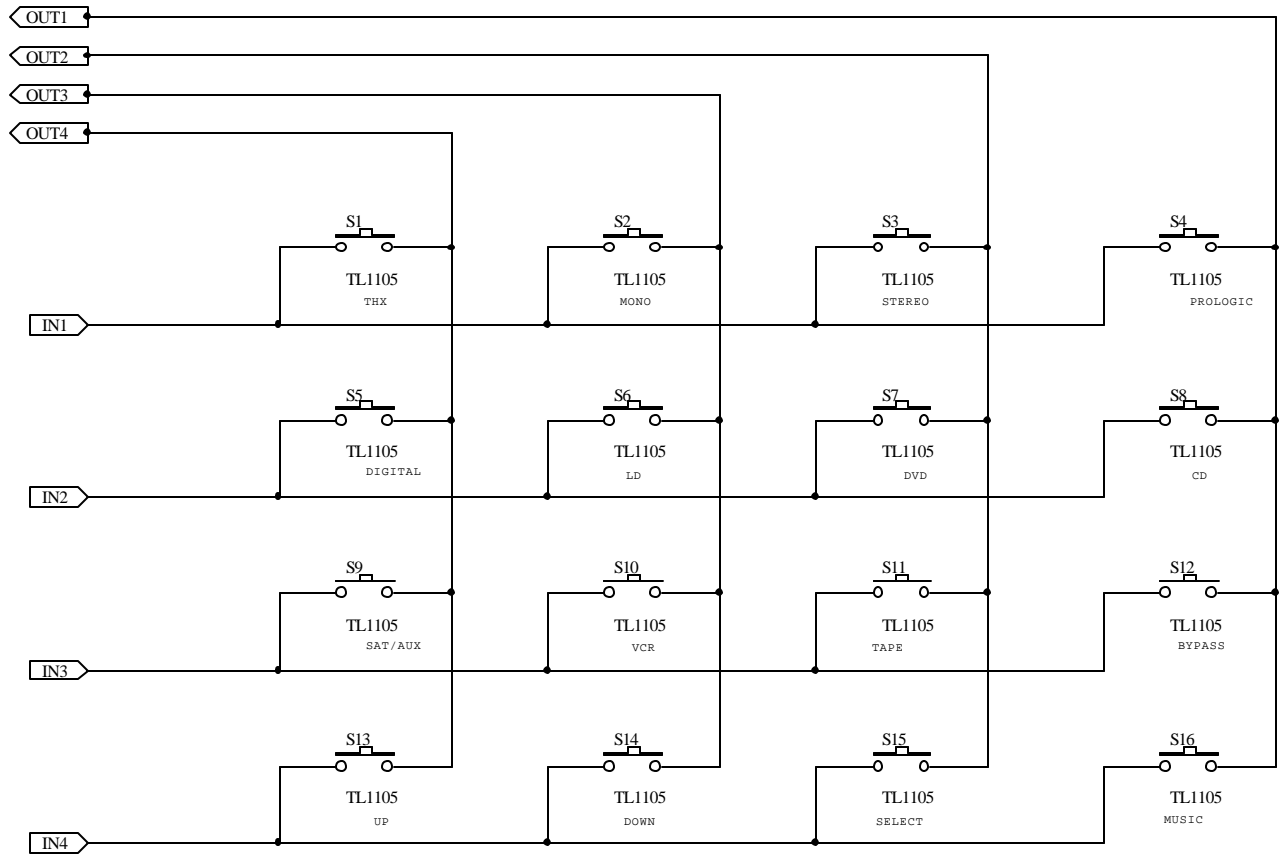 OUT1
OUT2
OUT3
OUT4
S1 S2 S3 S4
TL1105 TL1105 TL1105 TL1105
THX MONO STEREO PROLOGIC
IN1
S5 S6 S7 S8
TL1105 TL1105 TL1105 TL1105
DIGITAL LD DVD CD
IN2
S9 S10 S11 S12
TL1105 TL1105 TL1105 TL1105
SAT/AUX VCR TAPE BYPASS
IN3
S13 S14 S15 S16
TL1105 TL1105 TL1105 TL1105
UP DOWN SELECT MUSIC
IN4